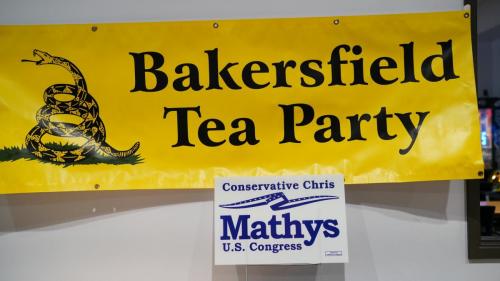 Bakersfield
Tea Party
Conservative Chris
Mathys
U.S. Congress